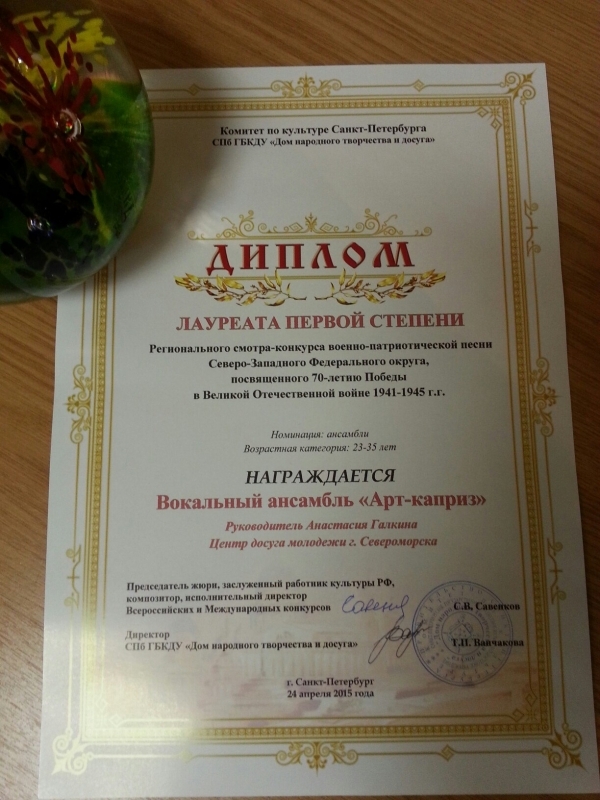 Комитет по культуре Санкт-Петербурга
СПб ГБКДУ «Дом народного творчества и досуга»
ДИПЛОМ
ЛАУРЕАТА ПЕРВОЙ СТЕПЕНИ
Регионального смотра-конкурса военно-патриотической песни
Северо-Западного Федерального округа,
посвященного 70-летию Победы
в Великой Отечественной войне 1941-1945 г.г.
Номинация: ансамбли
Возрастная категория: 23-35 лет
НАГРАЖДАЕТСЯ
Вокальный ансамбль «Арт-каприз»
Руководитель Анастасия Галкина
Центр досуга молодежи г. Североморска
Председатель жюри, заслуженный работник культуры РФ,
композитор, исполнительный директор
Всероссийских и Международных конкурсов С.В. Савенков
Директор
СПб ГБКДУ «Дом народного творчества и досуга» Т.П. Ванчакова
г. Санкт-Петербург
24 апреля 2015 года